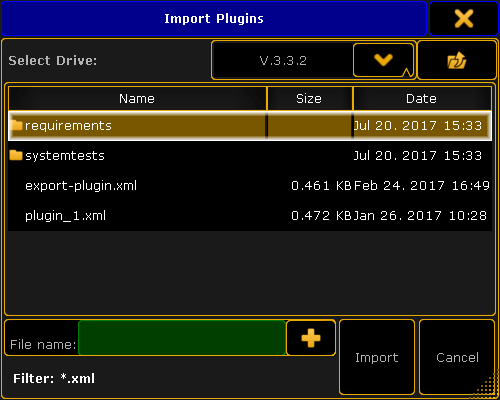 Import Plugins
Select Drive: V.3.3.2
Name Size Date
requirements Jul 20. 2017 15:33
systemtests Jul 20. 2017 15:33
export-plugin.xml 0.461 KB Feb 24. 2017 16:49
plugin_1.xml 0.472 KB Jan 26. 2017 10:28
File name:
Import Cancel
Filter: *.xml